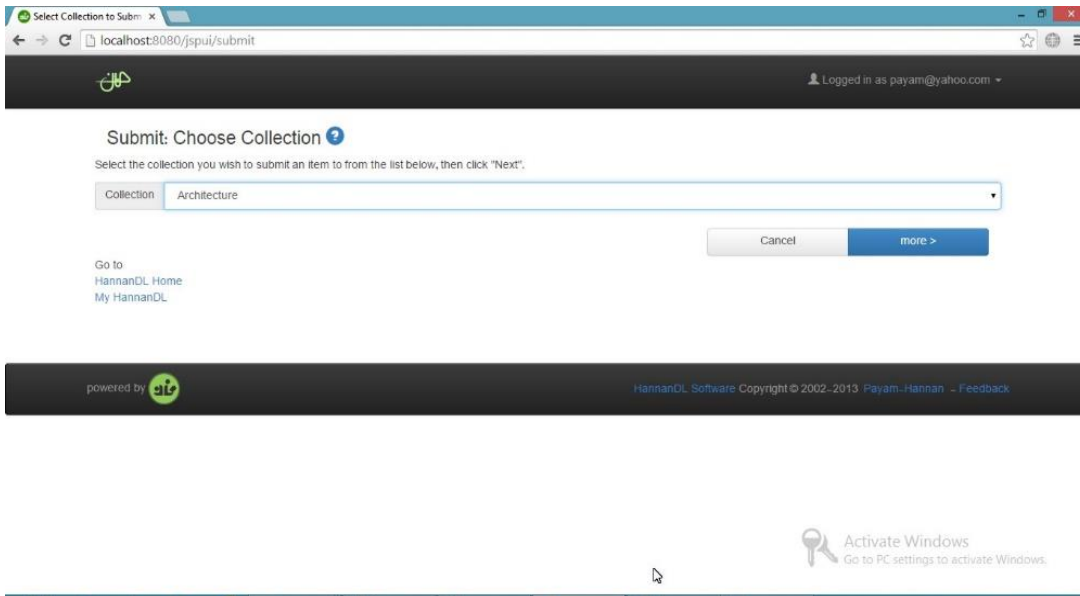 Select Collection to Subm
localhost:8080/jspui/submit
Logged in as payam@yahoo.com
Submit: Choose Collection ?
Select the collection you wish to submit an item to from the list below, then click "Next".
Collection Architecture
Cancel more >
Go to
HannanDL Home
My HannanDL
powered by
HannanDL Software Copyright © 2002-2013 Payam-Hannan - Feedback
Activate Windows
Go to PC settings to activate Windows.